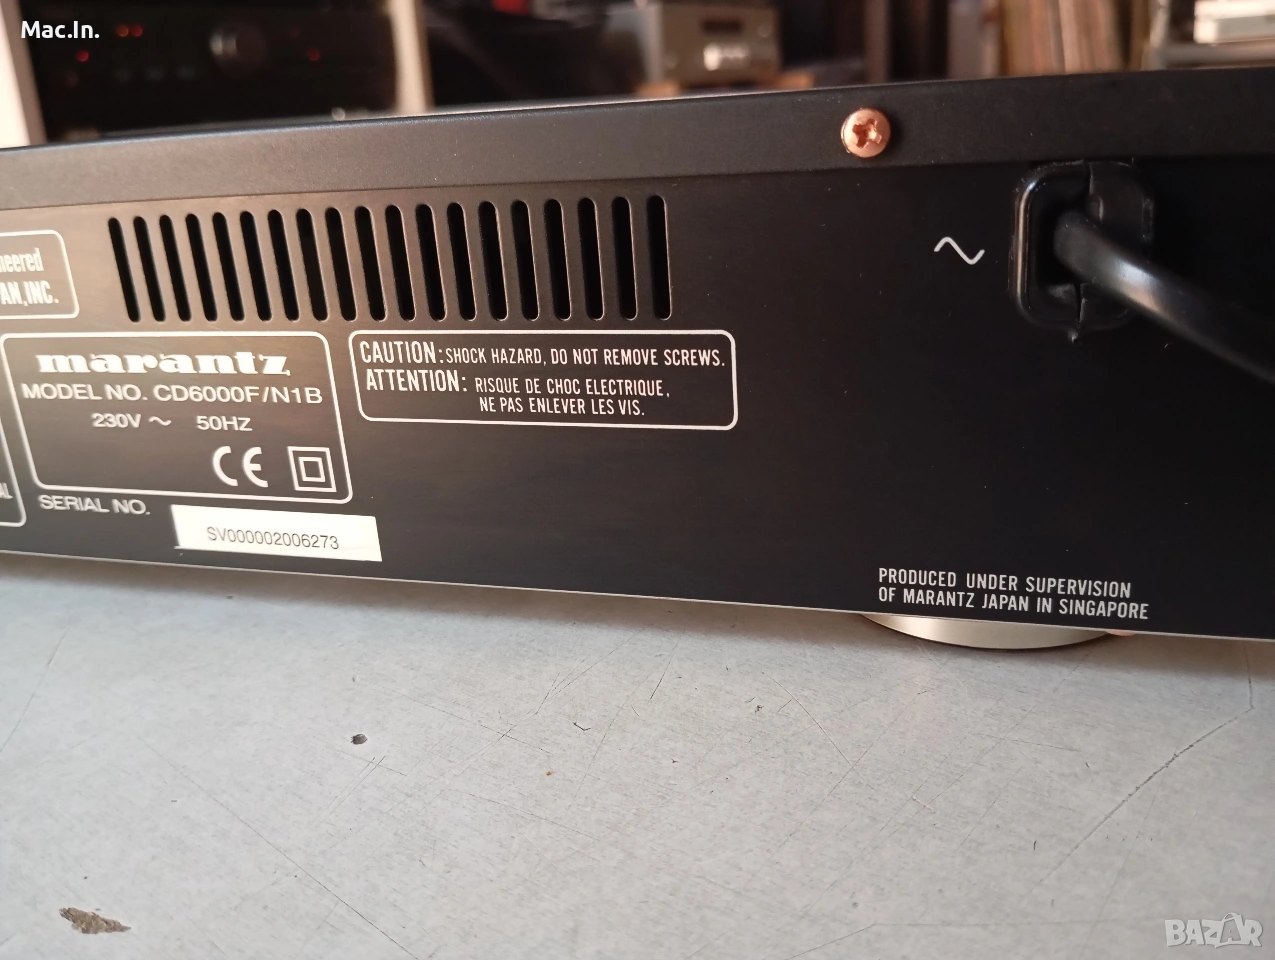 Mac.In.
AN,INC.
marantz
MODEL NO. CD6000F/N1B
230V ~ 50HZ
CE
SERIAL NO.
SV000002006273
CAUTION: SHOCK HAZARD, DO NOT REMOVE SCREWS.
ATTENTION: RISQUE DE CHOC ELECTRIQUE,
NE PAS ENLEVER LES VIS.
PRODUCED UNDER SUPERVISION
OF MARANTZ JAPAN IN SINGAPORE
BAZAR